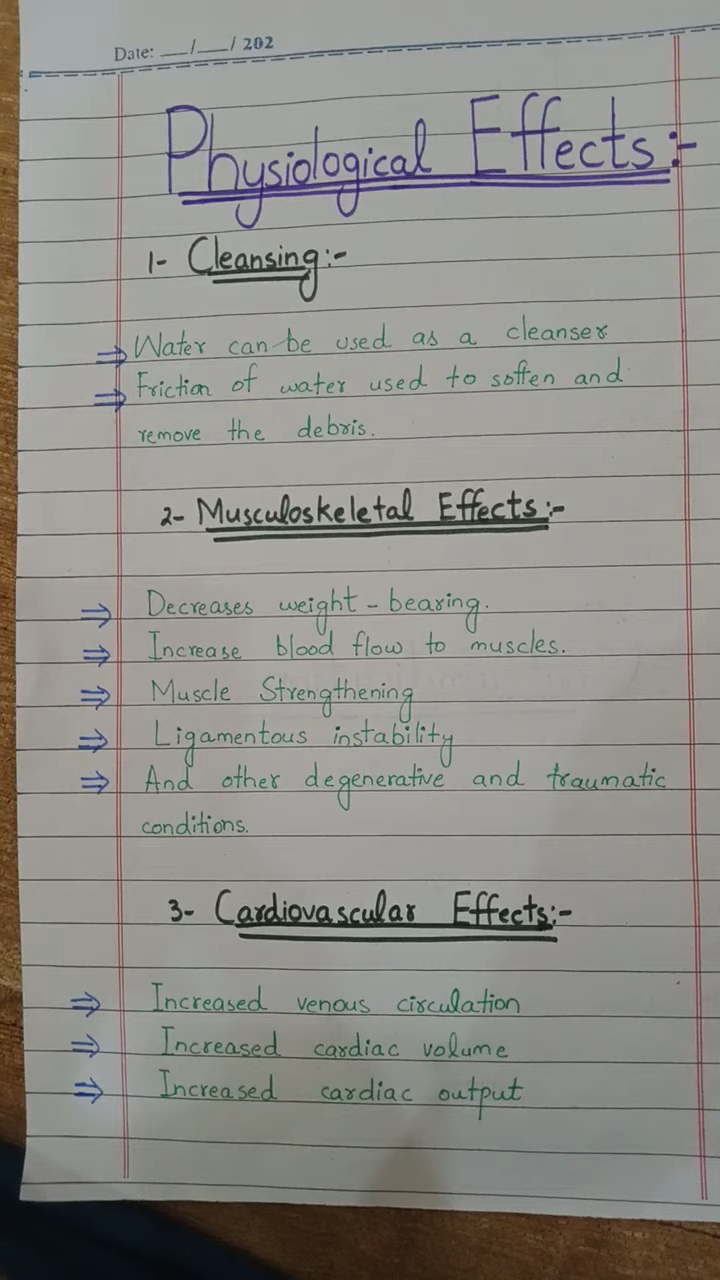 Date: __/__/ 202
Physiological Effects:-
1- Cleansing:-
⇒ Water can be used as a cleanser
⇒ Friction of water used to soften and
remove the debris.
2- Musculoskeletal Effects:-
⇒ Decreases weight-bearing.
⇒ Increase blood flow to muscles.
⇒ Muscle Strengthening
⇒ Ligamentous instability
⇒ And other degenerative and traumatic
conditions.
3- Cardiovascular Effects:-
⇒ Increased venous circulation
⇒ Increased cardiac volume
⇒ Increased cardiac output